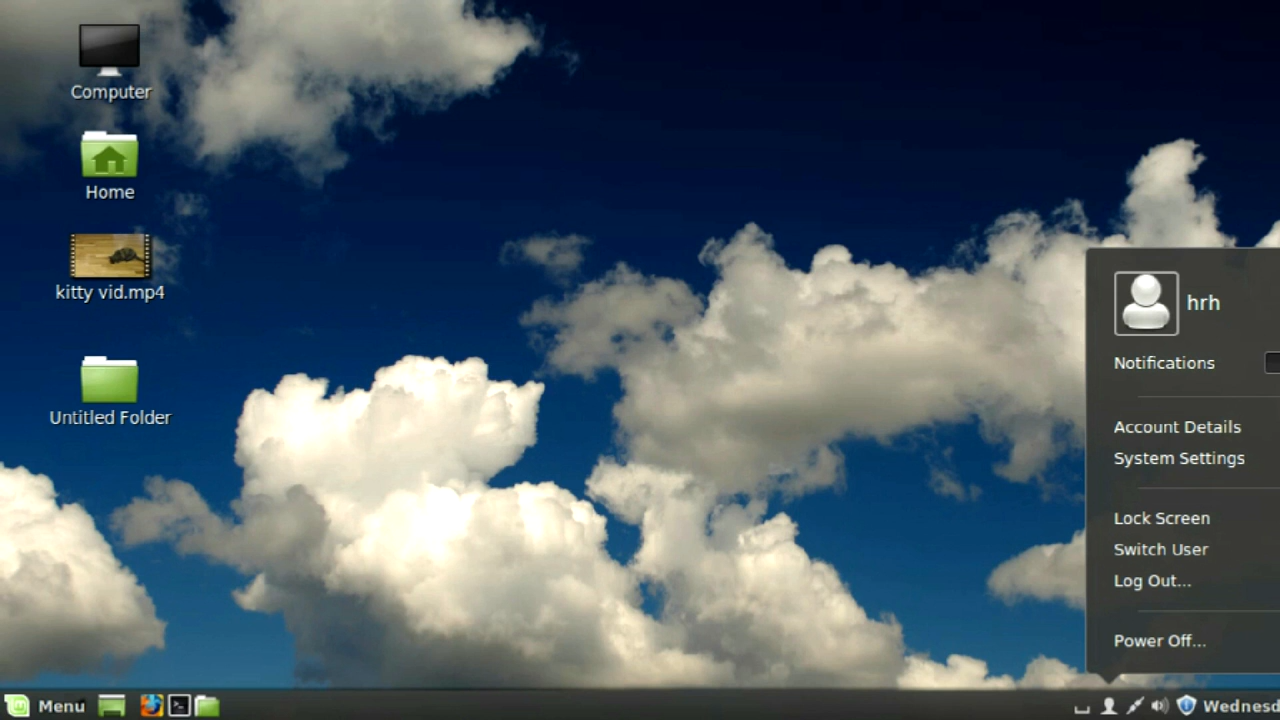 Computer
Home
kitty vid.mp4
Untitled Folder
hrh
Notifications
Account Details
System Settings
Lock Screen
Switch User
Log Out...
Power Off...
Menu
Wednesd